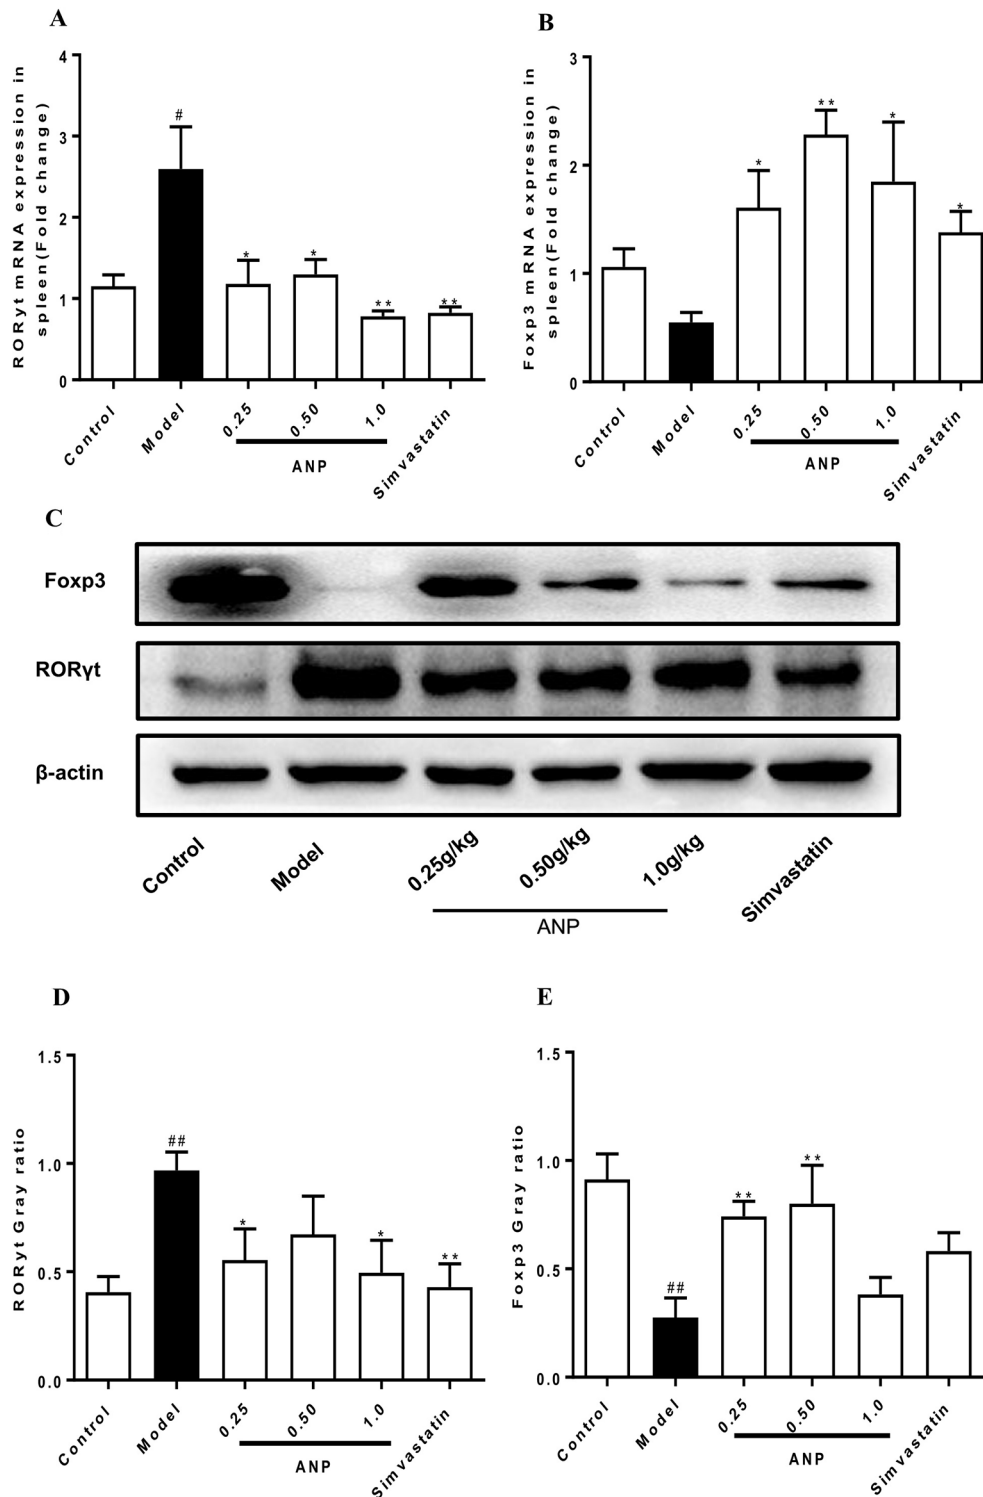 A
RORγt mRNA expression in
spleen(Fold change)
4
3
2
1
0
#
*
*
**
**
Control
Model
0.25
0.50
1.0
Simvastatin
ANP
B
Foxp3 mRNA expression in
spleen(Fold change)
3
2
1
0
*
**
*
*
Control
Model
0.25
0.50
1.0
Simvastatin
ANP
C
Foxp3
RORγt
β-actin
Control
Model
0.25g/kg
0.50g/kg
1.0g/kg
Simvastatin
ANP
D
RORγt Gray ratio
1.5
1.0
0.5
0.0
##
*
*
**
Control
Model
0.25
0.50
1.0
Simvastatin
ANP
E
Foxp3 Gray ratio
1.5
1.0
0.5
0.0
##
**
**
Control
Model
0.25
0.50
1.0
Simvastatin
ANP